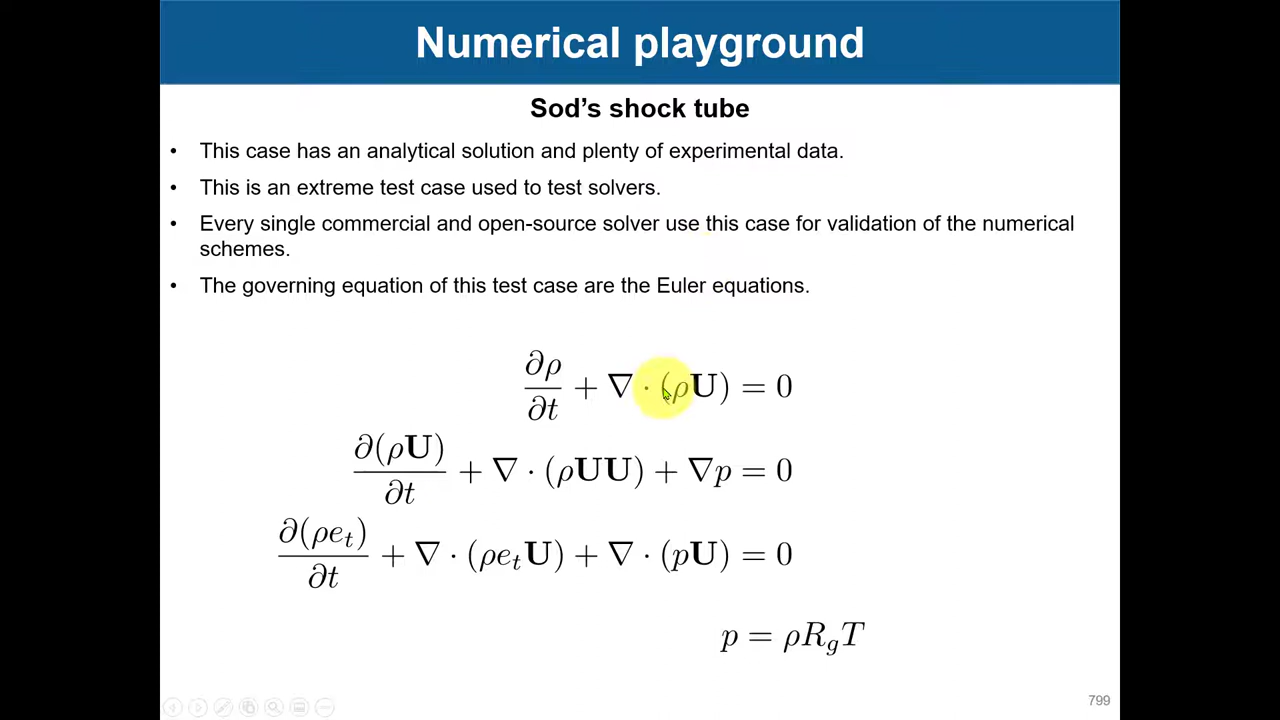 Numerical playground
Sod’s shock tube
• This case has an analytical solution and plenty of experimental data.
• This is an extreme test case used to test solvers.
• Every single commercial and open-source solver use this case for validation of the numerical
schemes.
• The governing equation of this test case are the Euler equations.
∂ρ/∂t + ∇ · (ρU) = 0
∂(ρU)/∂t + ∇ · (ρUU) + ∇p = 0
∂(ρe_t)/∂t + ∇ · (ρe_tU) + ∇ · (pU) = 0
p = ρR_gT
799